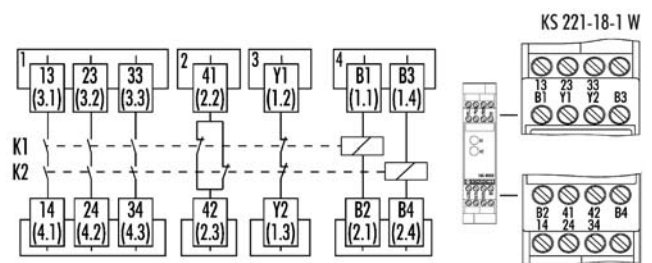 KS 221-18-1 W
1 2 3 4
13 23 33 41 Y1 B1 B3
(3.1) (3.2) (3.3) (2.2) (1.2) (1.1) (1.4)
K1
K2
14 24 34 42 Y2 B2 B4
(4.1) (4.2) (4.3) (2.3) (1.3) (2.1) (2.4)
13 23 33
B1 Y1 Y2 B3
B2 41 42 B4
14 24 34